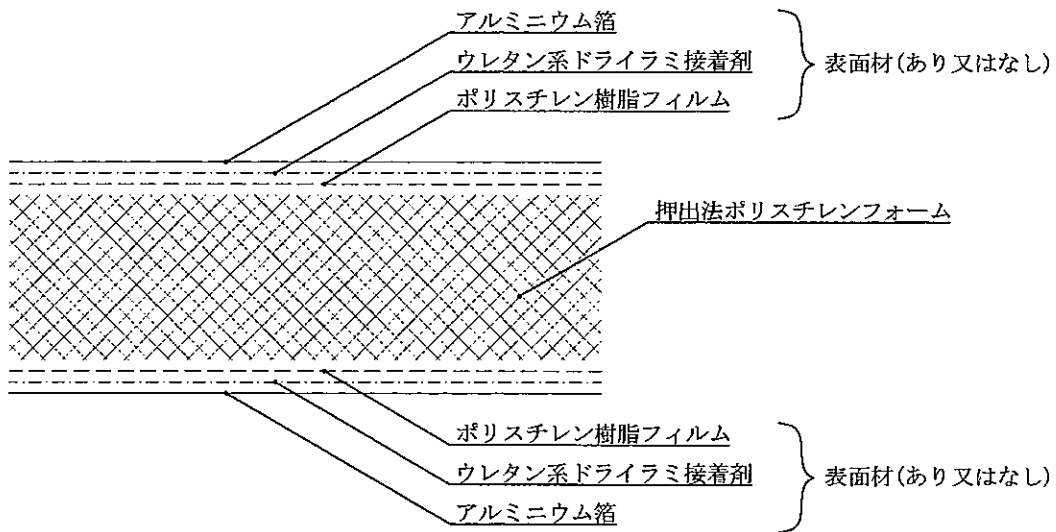 アルミニウム箔
ウレタン系ドライラミ接着剤
ポリスチレン樹脂フィルム
表面材(あり又はなし)
押出法ポリスチレンフォーム
ポリスチレン樹脂フィルム
ウレタン系ドライラミ接着剤
アルミニウム箔
表面材(あり又はなし)